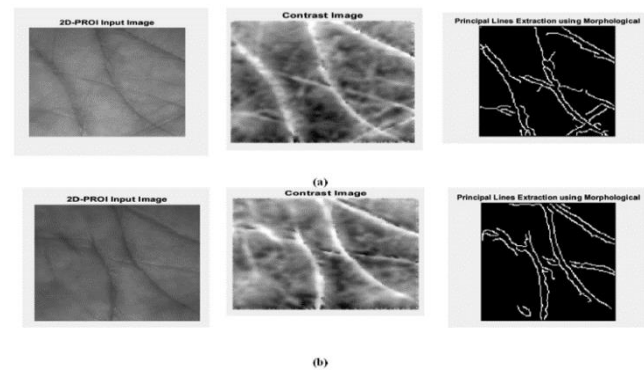 2D-PROI Input Image
Contrast Image
Principal Lines Extraction using Morphological
(a)
2D-PROI Input Image
Contrast Image
Principal Lines Extraction using Morphological
(b)